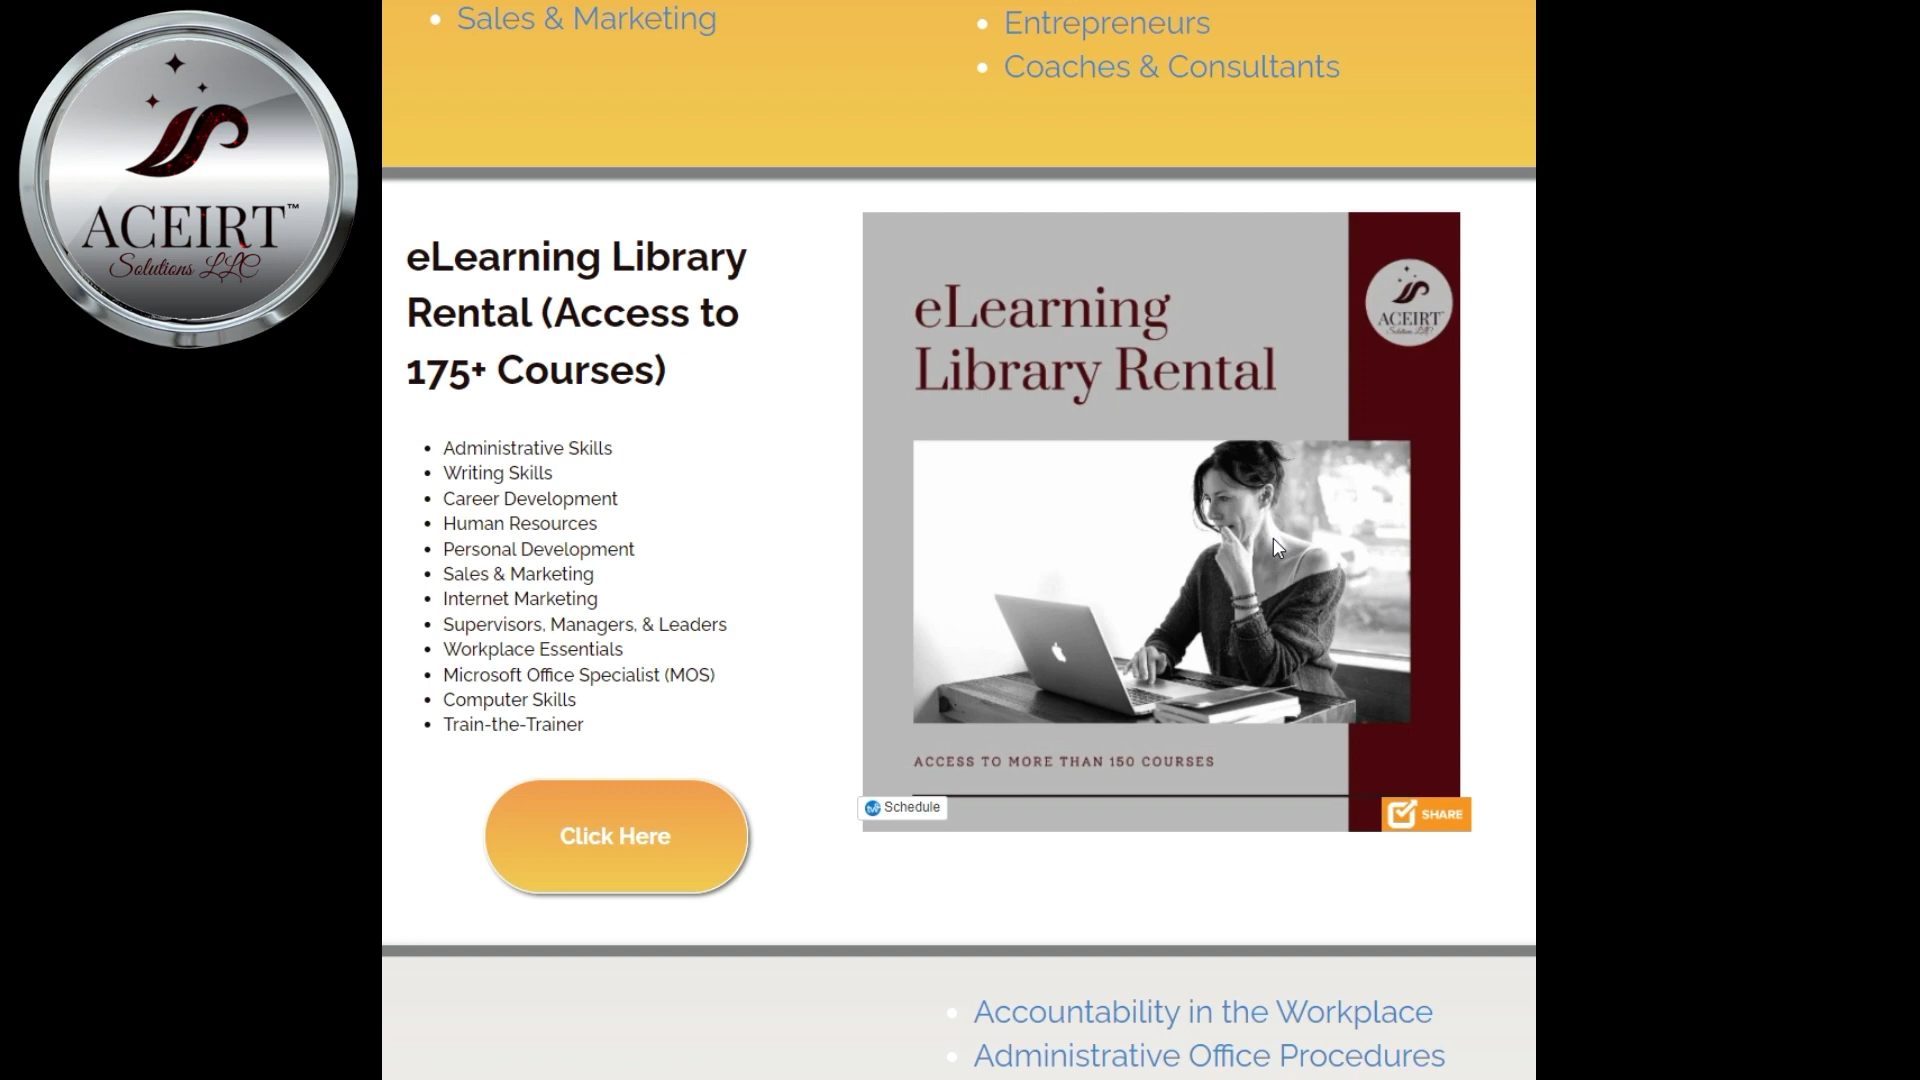 ACEIRT™
Solutions LLC
Sales & Marketing
Entrepreneurs
Coaches & Consultants
eLearning Library
Rental (Access to
175+ Courses)
Administrative Skills
Writing Skills
Career Development
Human Resources
Personal Development
Sales & Marketing
Internet Marketing
Supervisors, Managers, & Leaders
Workplace Essentials
Microsoft Office Specialist (MOS)
Computer Skills
Train-the-Trainer
Click Here
eLearning
Library Rental
ACEIRT
Solutions LLC
ACCESS TO MORE THAN 150 COURSES
Schedule
SHARE
Accountability in the Workplace
Administrative Office Procedures